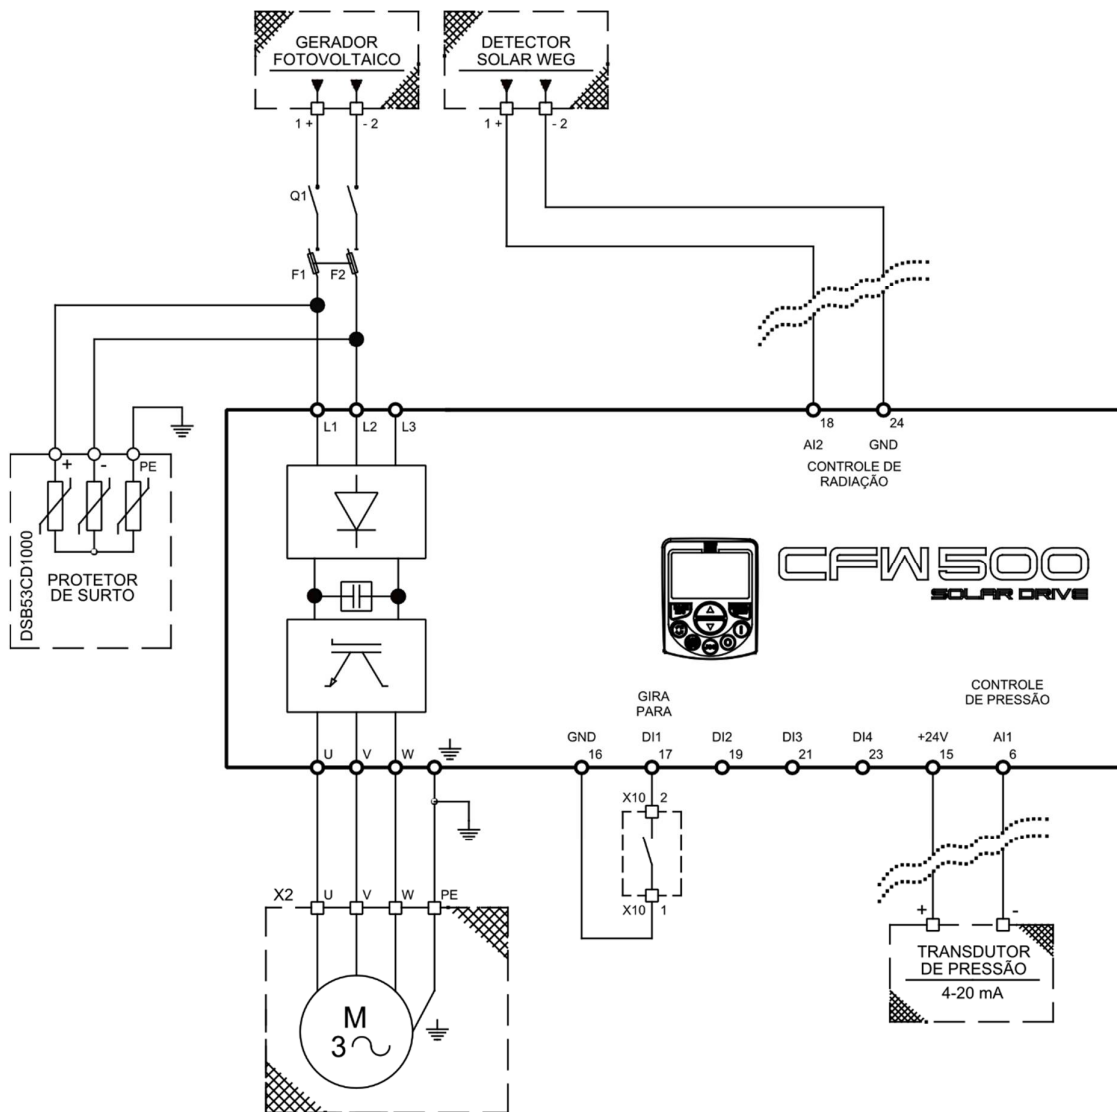 GERADOR
FOTOVOLTAICO
DETECTOR
SOLAR WEG
1 +
- 2
1 +
- 2
Q1
F1
F2
L1
L2
L3
18
24
AI2
GND
CONTROLE DE
RADIAÇÃO
+
-
PE
DSB53CD1000
PROTETOR
DE SURTO
CFW500
SOLAR DRIVE
GIRA
PARA
CONTROLE
DE PRESSÃO
U
V
W
GND
DI1
DI2
DI3
DI4
+24V
AI1
16
17
19
21
23
15
6
X10
2
X10
1
X2
U
V
W
PE
+
-
TRANSDUTOR
DE PRESSÃO
4-20 mA
M
3